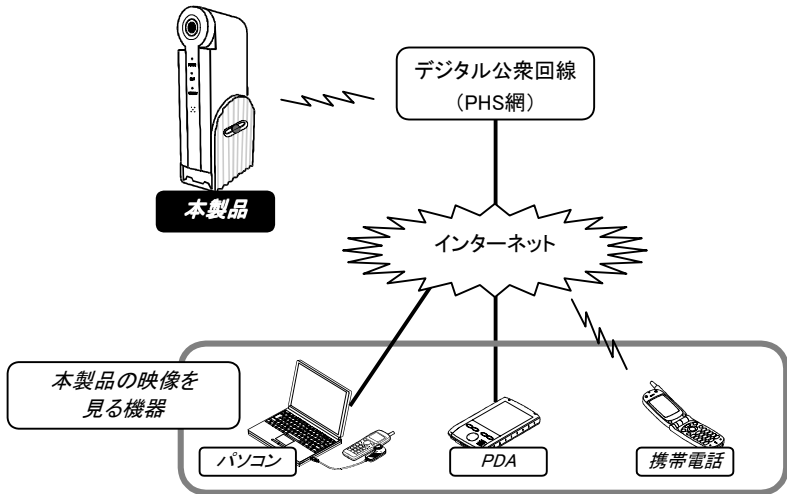 デジタル公衆回線
（PHS網）
本製品
インターネット
本製品の映像を
見る機器
パソコン
PDA
携帯電話